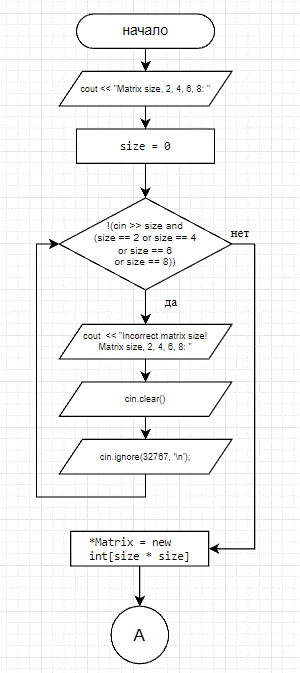 начало
cout << "Matrix size, 2, 4, 6, 8: "
size = 0
!(cin >> size and
(size == 2 or size == 4
or size == 6
or size == 8))
нет
да
cout << "Incorrect matrix size!
Matrix size, 2, 4, 6, 8: "
cin.clear()
cin.ignore(32767, '\n');
*Matrix = new
int[size * size]
A